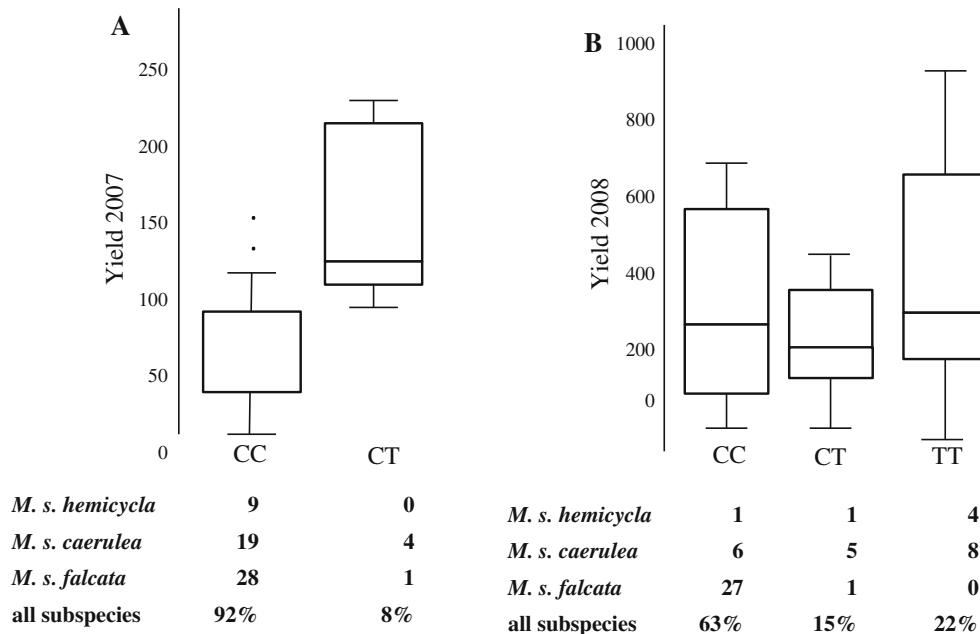 A
250
200
150
100
50
0
Yield 2007
CC CT
M. s. hemicycla 9 0
M. s. caerulea 19 4
M. s. falcata 28 1
all subspecies 92% 8%
B
1000
800
600
400
200
0
Yield 2008
CC CT TT
M. s. hemicycla 1 1 4
M. s. caerulea 6 5 8
M. s. falcata 27 1 0
all subspecies 63% 15% 22%